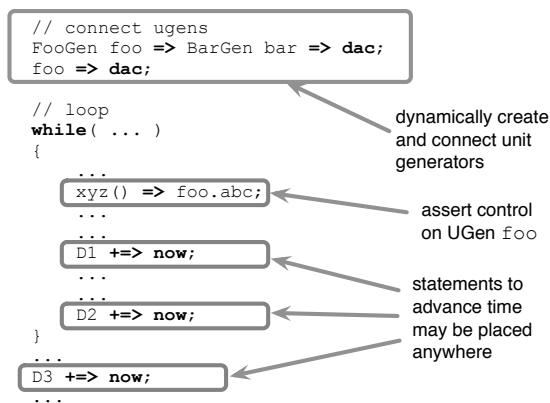 // connect ugens
FooGen foo => BarGen bar => dac;
foo => dac;
// loop
while( ... )
{
...
xyz() => foo.abc;
...
...
D1 +=> now;
...
...
D2 +=> now;
}
...
D3 +=> now;
...
dynamically create
and connect unit
generators
assert control
on UGen foo
statements to
advance time
may be placed
anywhere